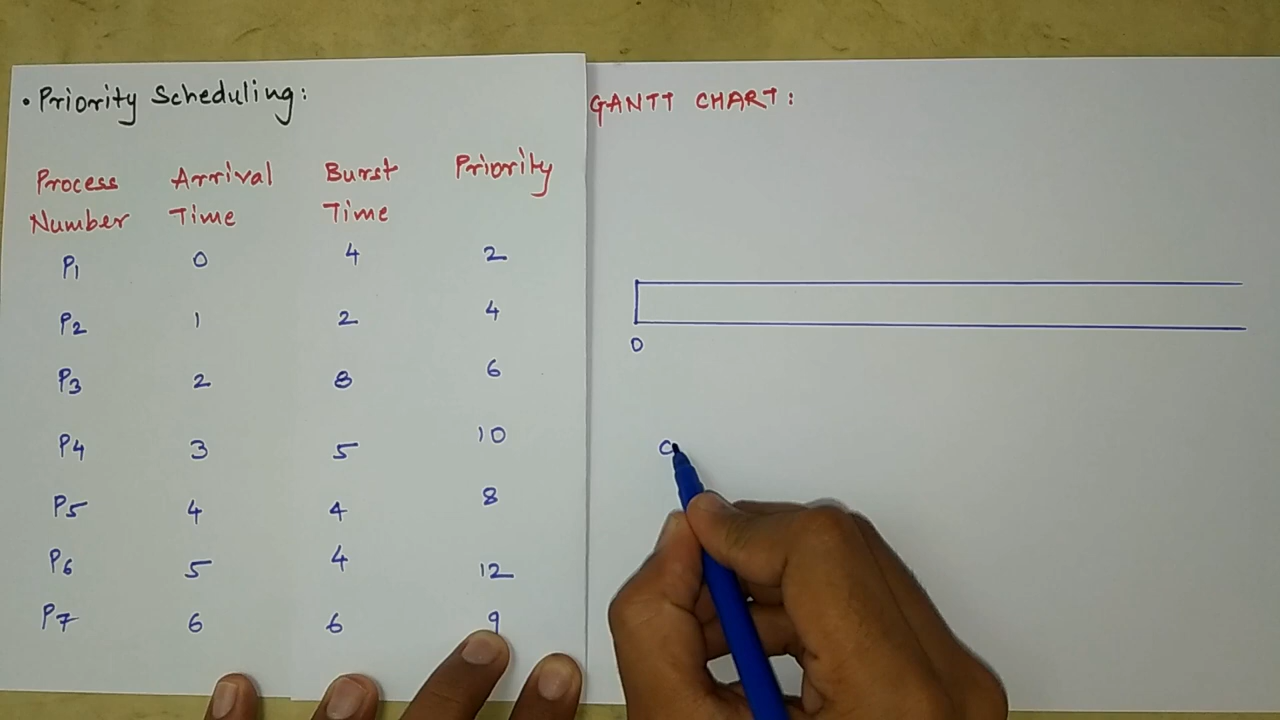 • Priority Scheduling:
Process Arrival Burst Priority
Number Time Time
P1 0 4 2
P2 1 2 4
P3 2 8 6
P4 3 5 10
P5 4 4 8
P6 5 4 12
P7 6 6 9
GANTT CHART:
0